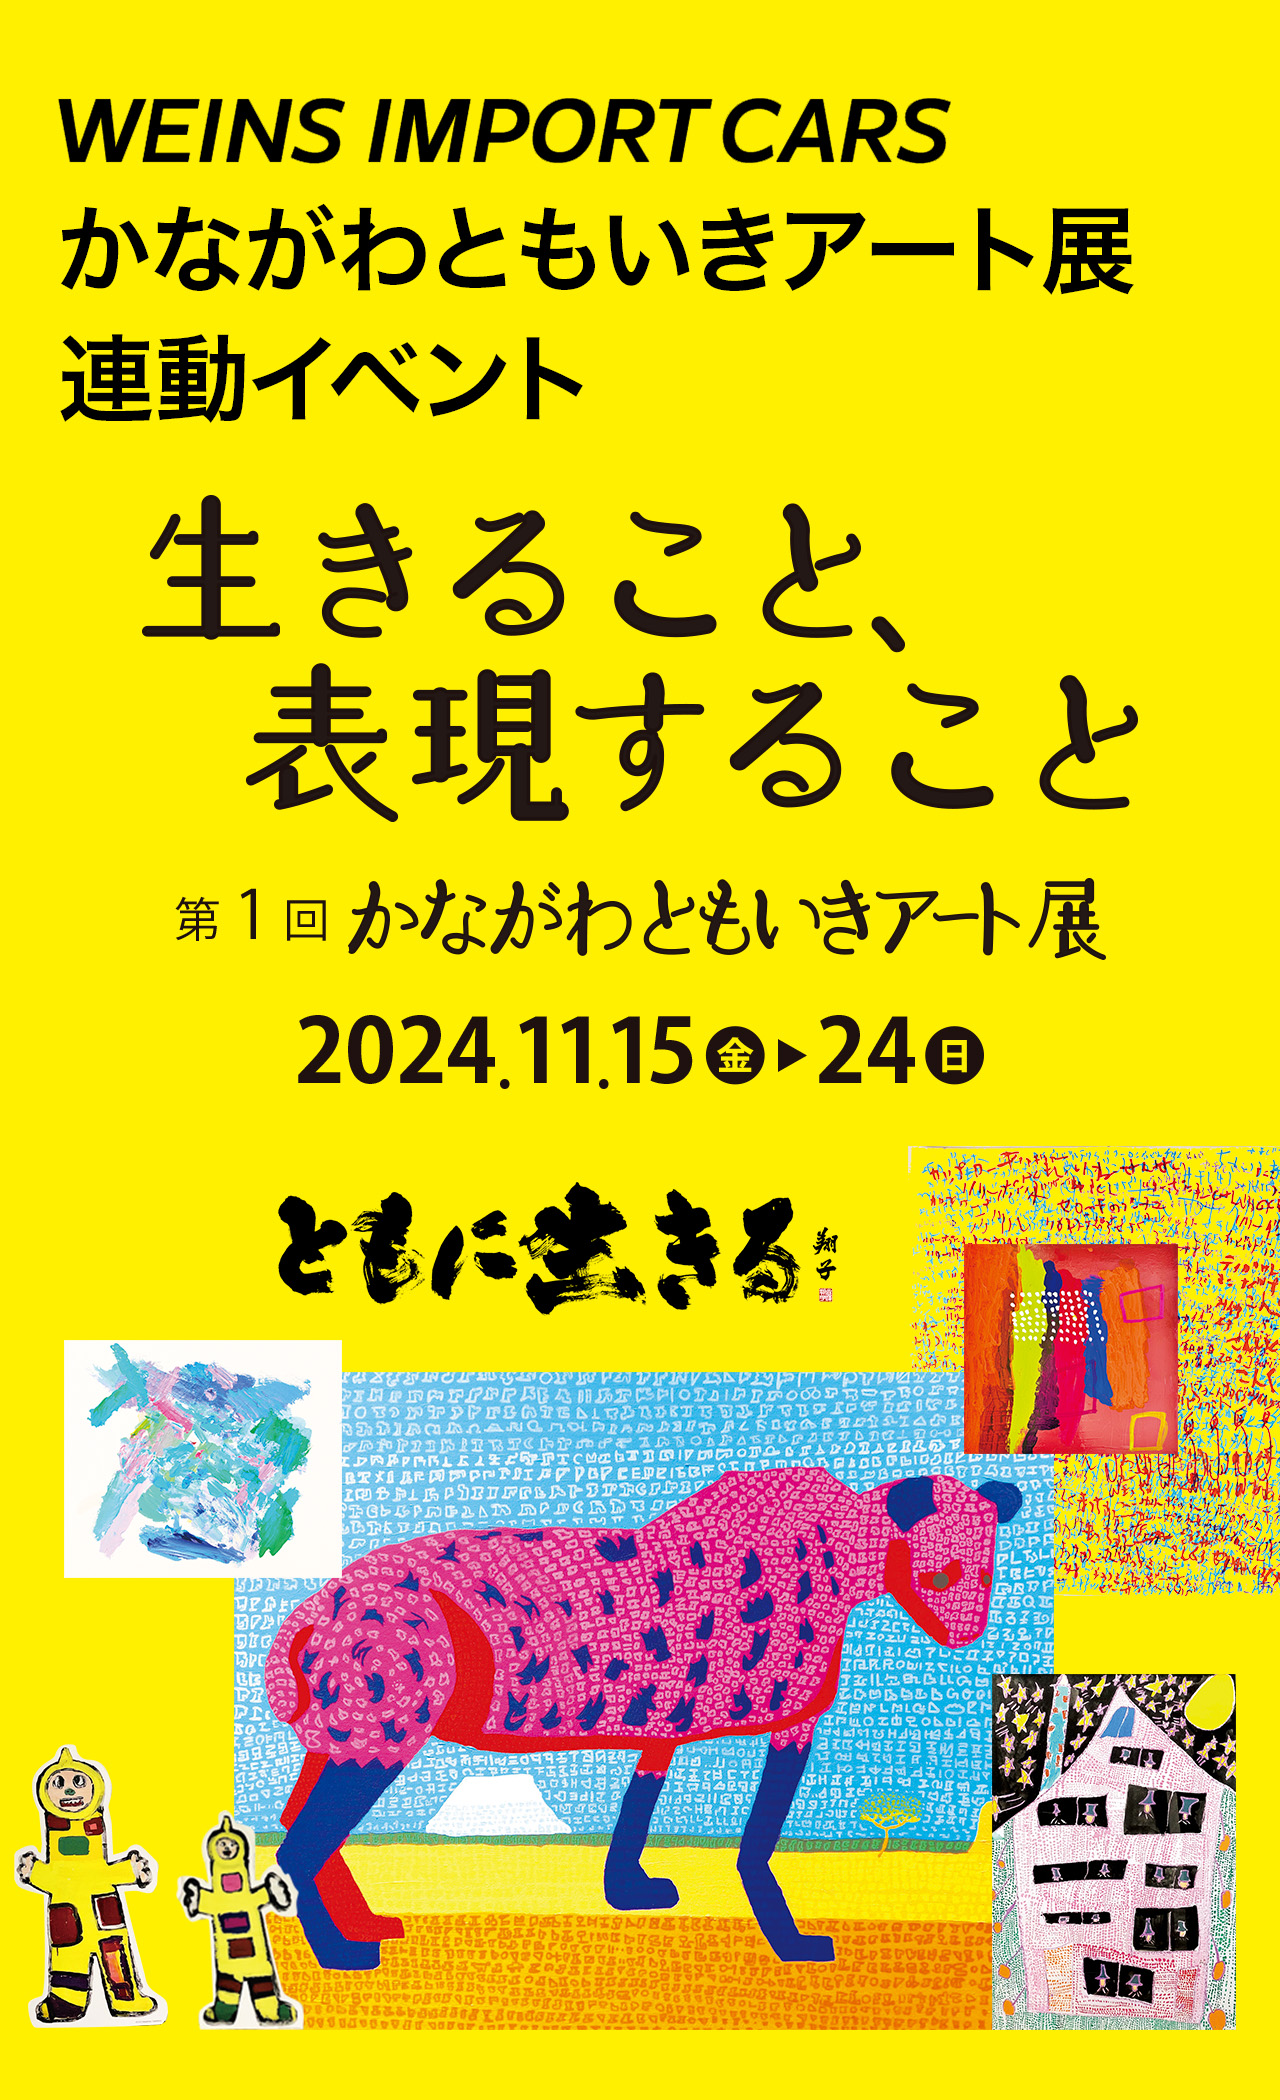 WEINS IMPORT CARS
かながわともいきアート展
連動イベント
生きること、
表現すること
第1回 かながわともいきアート展
2024.11.15金▶24日
ともに生きる 翔子